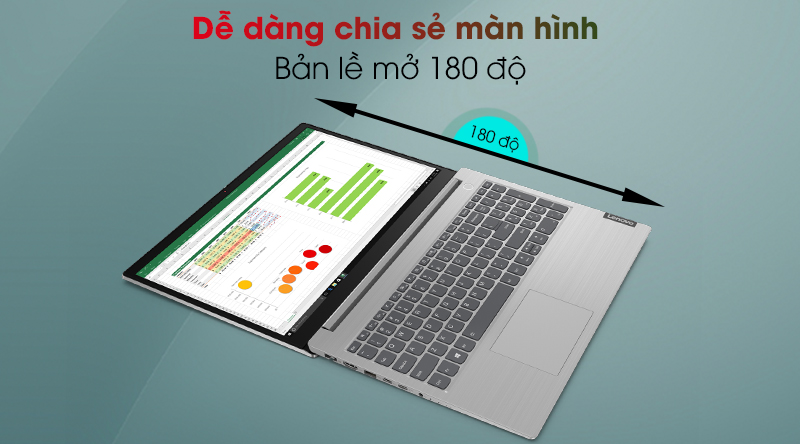 Dễ dàng chia sẻ màn hình
Bản lề mở 180 độ
180 độ
Lenovo